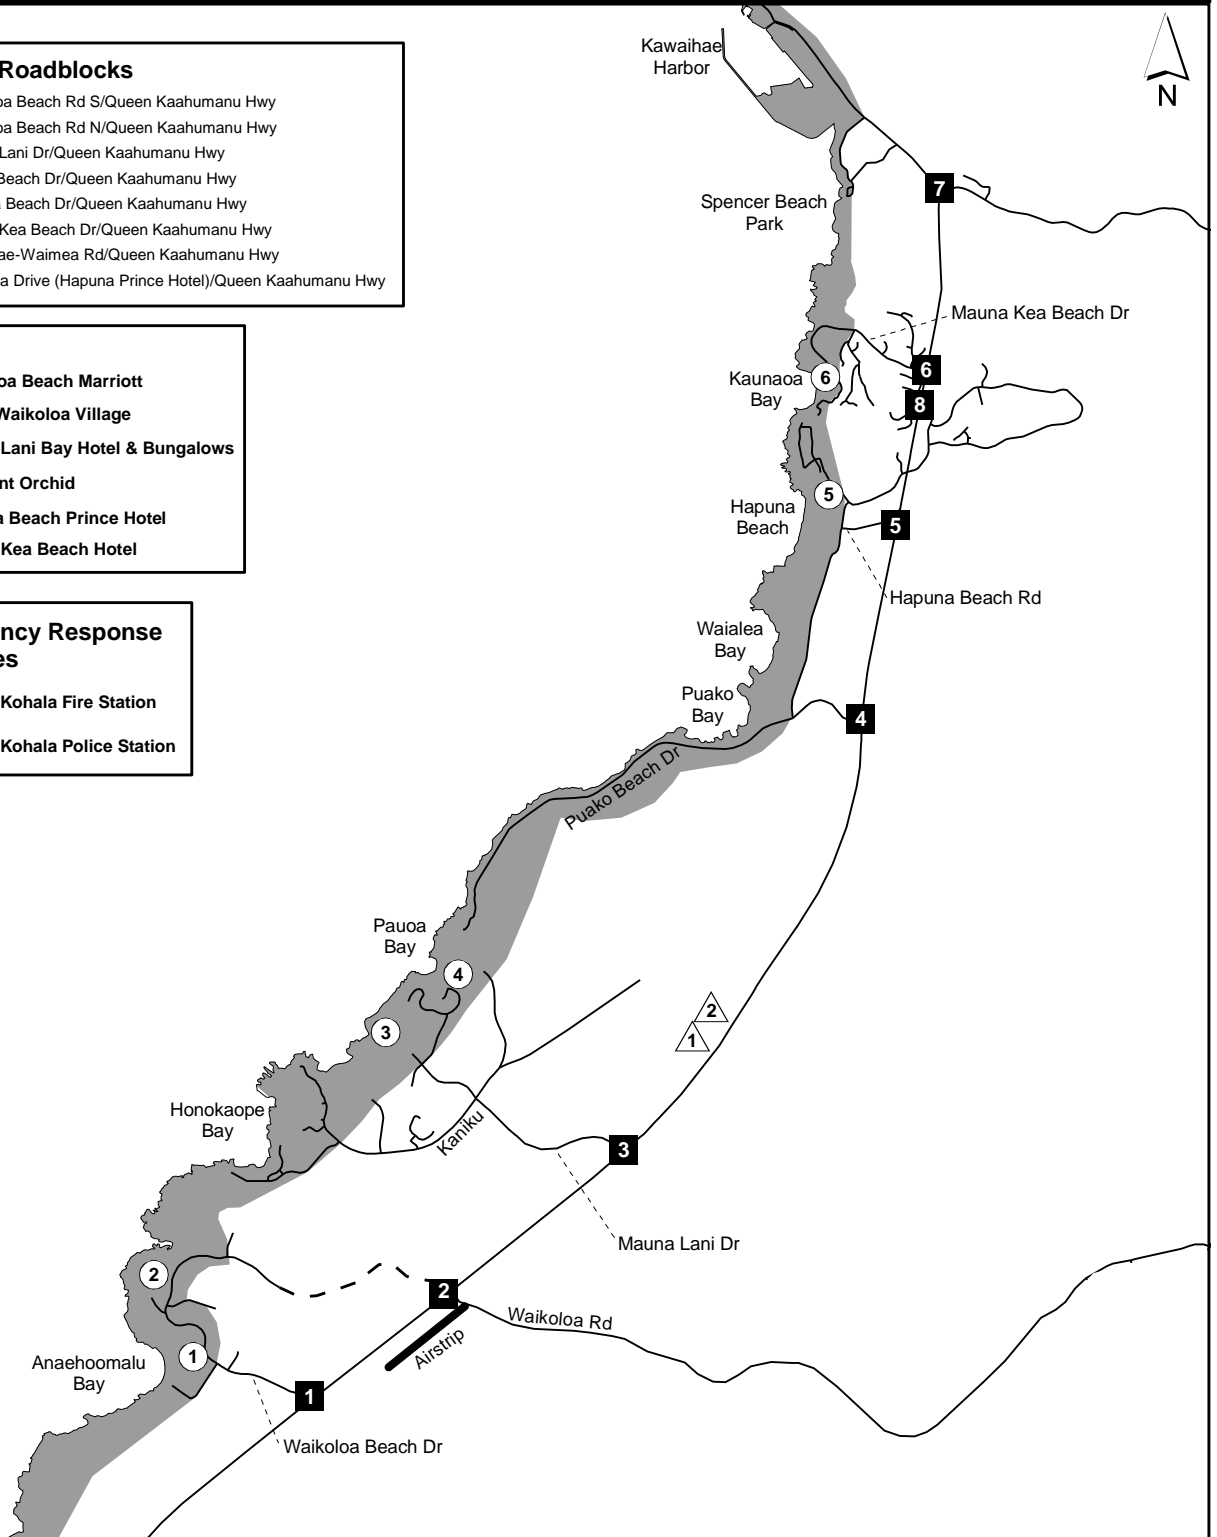 Roadblocks
oa Beach Rd S/Queen Kaahumanu Hwy
oa Beach Rd N/Queen Kaahumanu Hwy
Lani Dr/Queen Kaahumanu Hwy
Beach Dr/Queen Kaahumanu Hwy
a Beach Dr/Queen Kaahumanu Hwy
Kea Beach Dr/Queen Kaahumanu Hwy
ae-Waimea Rd/Queen Kaahumanu Hwy
a Drive (Hapuna Prince Hotel)/Queen Kaahumanu Hwy
oa Beach Marriott
Waikoloa Village
Lani Bay Hotel & Bungalows
nt Orchid
a Beach Prince Hotel
Kea Beach Hotel
ncy Response
es
Kohala Fire Station
Kohala Police Station
Kawaihae
Harbor
N
7
Spencer Beach
Park
Mauna Kea Beach Dr
6
Kaunaoa
Bay
6
8
5
Hapuna
Beach
5
Hapuna Beach Rd
Waialea
Bay
Puako
Bay
4
Puako Beach Dr
Pauoa
Bay
4
3
2
1
Honokaope
Bay
Kaniku
3
Mauna Lani Dr
2
2
Waikoloa Rd
Airstrip
Anaehoomalu
Bay
1
1
Waikoloa Beach Dr